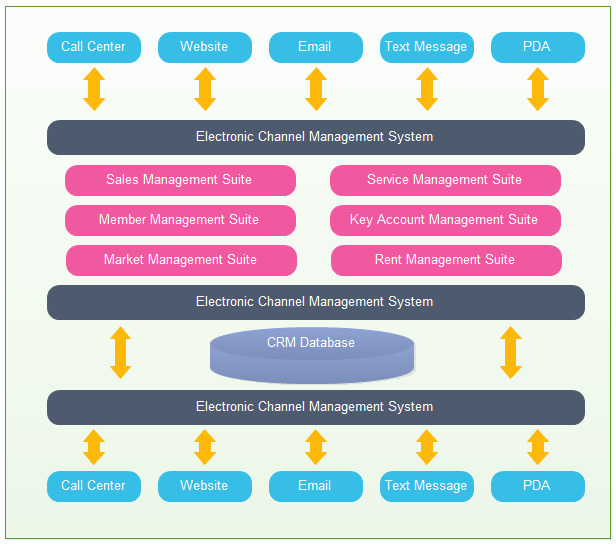 Call Center
Website
Email
Text Message
PDA
Electronic Channel Management System
Sales Management Suite
Service Management Suite
Member Management Suite
Key Account Management Suite
Market Management Suite
Rent Management Suite
Electronic Channel Management System
CRM Database
Electronic Channel Management System
Call Center
Website
Email
Text Message
PDA